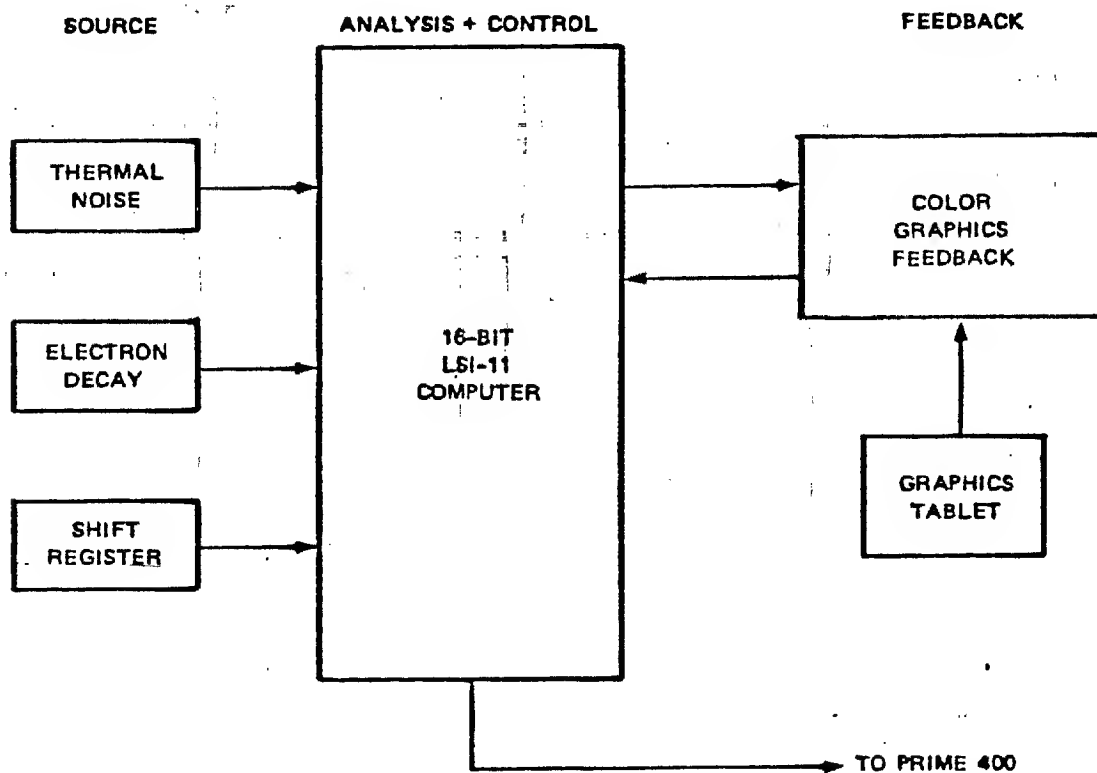 SOURCE
ANALYSIS + CONTROL
FEEDBACK
THERMAL
NOISE
COLOR
GRAPHICS
FEEDBACK
ELECTRON
DECAY
16-BIT
LSI-11
COMPUTER
GRAPHICS
TABLET
SHIFT
REGISTER
TO PRIME 400